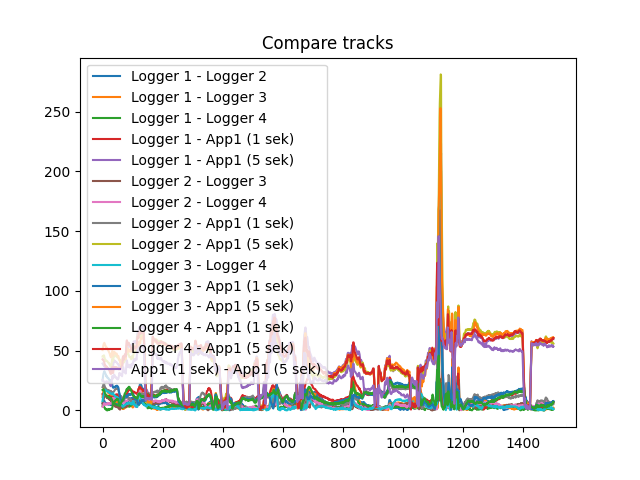 Compare tracks
Logger 1 - Logger 2
Logger 1 - Logger 3
Logger 1 - Logger 4
Logger 1 - App1 (1 sek)
Logger 1 - App1 (5 sek)
Logger 2 - Logger 3
Logger 2 - Logger 4
Logger 2 - App1 (1 sek)
Logger 2 - App1 (5 sek)
Logger 3 - Logger 4
Logger 3 - App1 (1 sek)
Logger 3 - App1 (5 sek)
Logger 4 - App1 (1 sek)
Logger 4 - App1 (5 sek)
App1 (1 sek) - App1 (5 sek)
250
200
150
100
50
0
0 200 400 600 800 1000 1200 1400